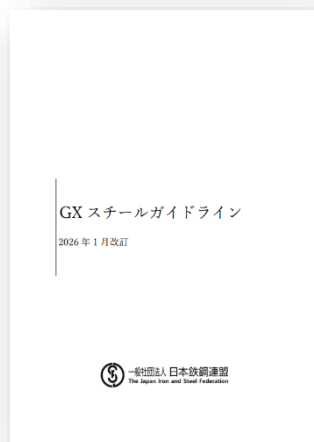 GX スチールガイドライン
2026 年 1 月改訂
一般社団法人 日本鉄鋼連盟
The Japan Iron and Steel Federation